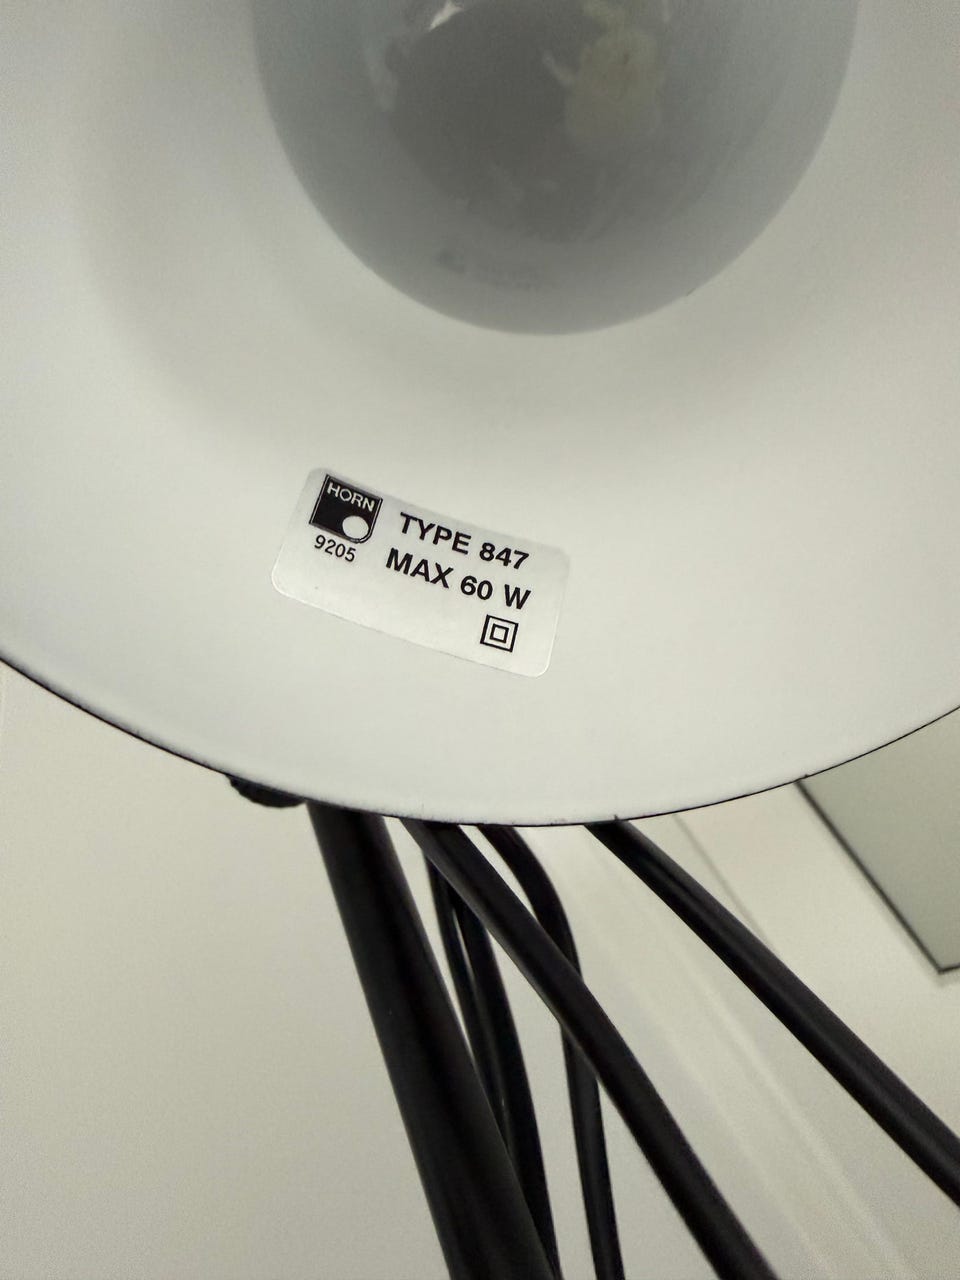 HORN
9205
TYPE 847
MAX 60 W